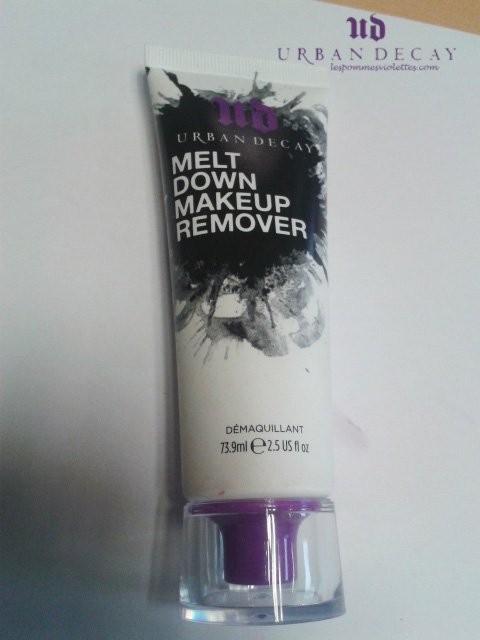 ud
URBAN DECAY
lespommesviolettes.com
ud
URBAN DECAY
MELT
DOWN
MAKEUP
REMOVER
DÉMAQUILLANT
73.9ml ℮ 2.5 US fl oz